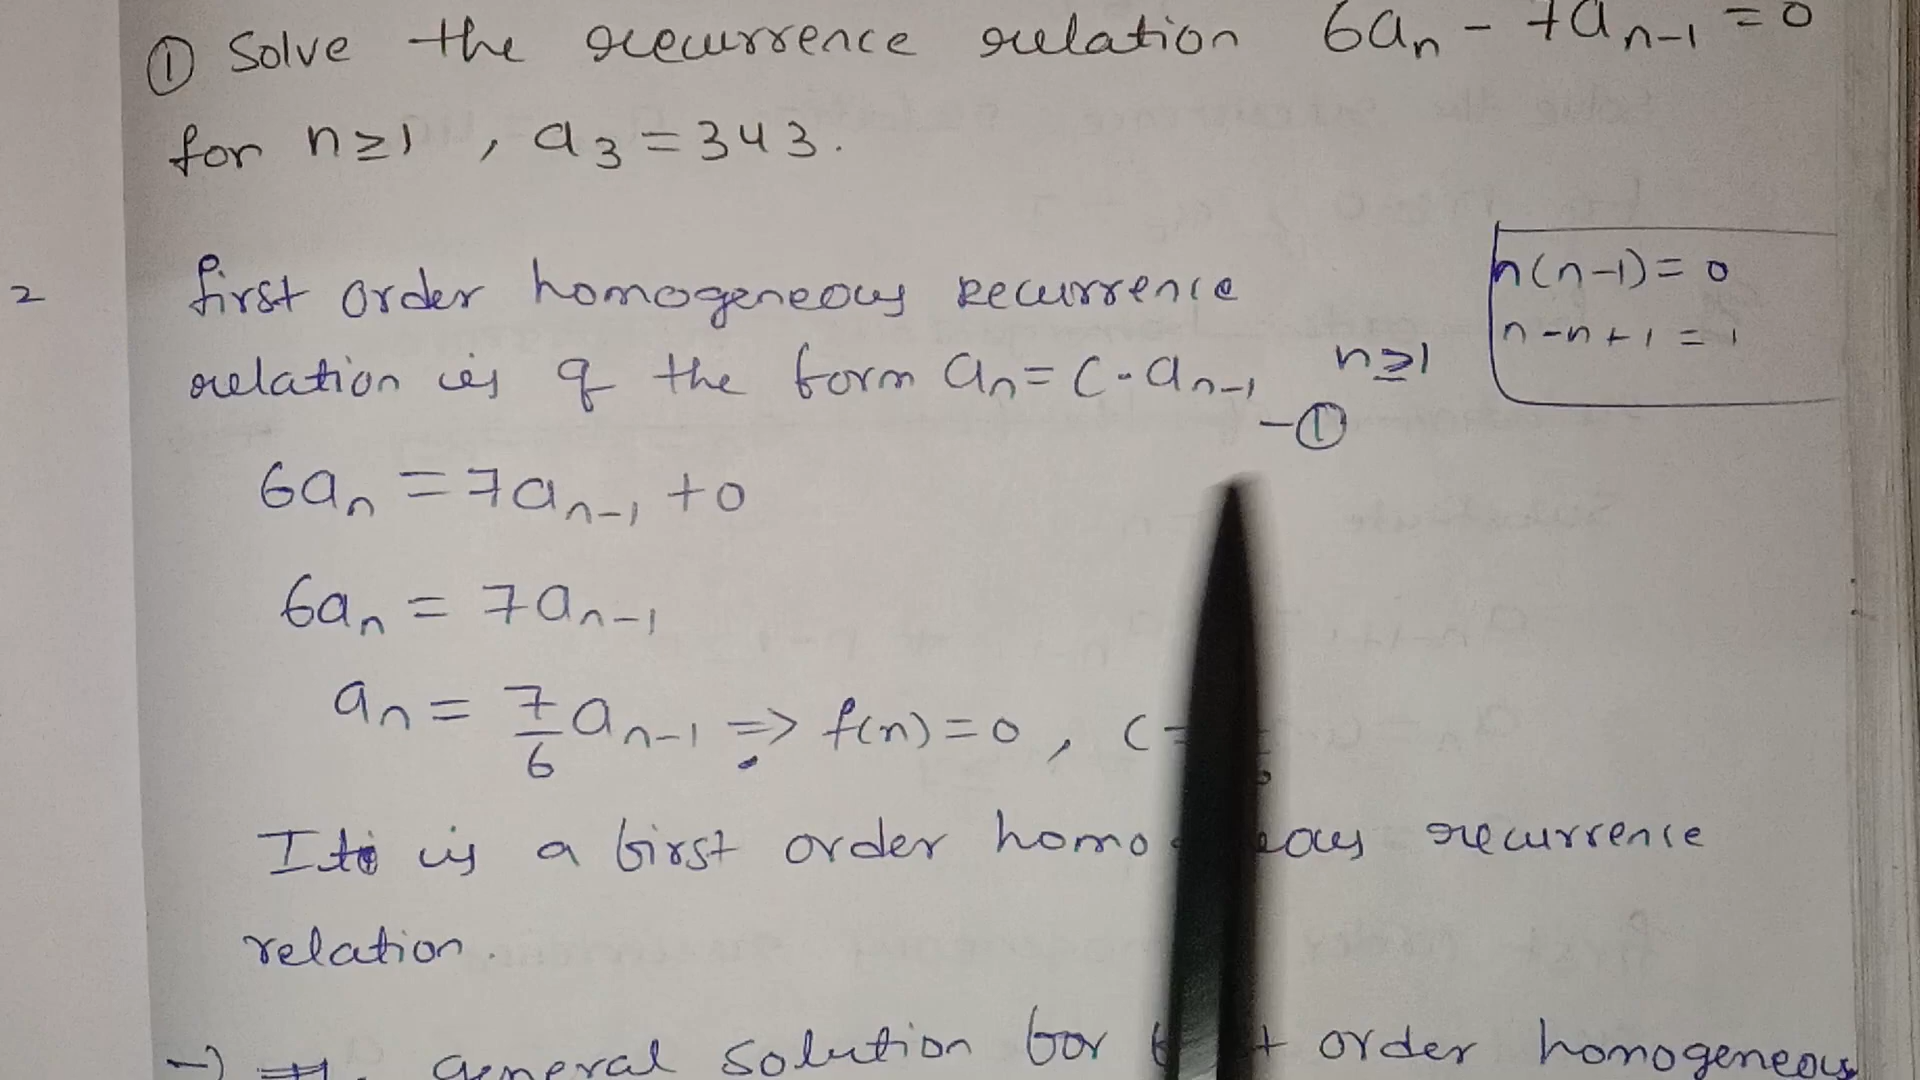 ① Solve the recurrence relation 6aₙ - 7aₙ₋₁ = 0
for n≥1 , a₃ = 343.
n(n-1) = 0
n-n+1 = 1
2
first order homogeneous recurrence
relation is of the form aₙ = C·aₙ₋₁ n≥1
-①
6aₙ = 7aₙ₋₁ + 0
6aₙ = 7aₙ₋₁
aₙ = 7/6 aₙ₋₁ => f(n) = 0 , C =
It is a first order recurrence
relation.
general solution for order homogeneous